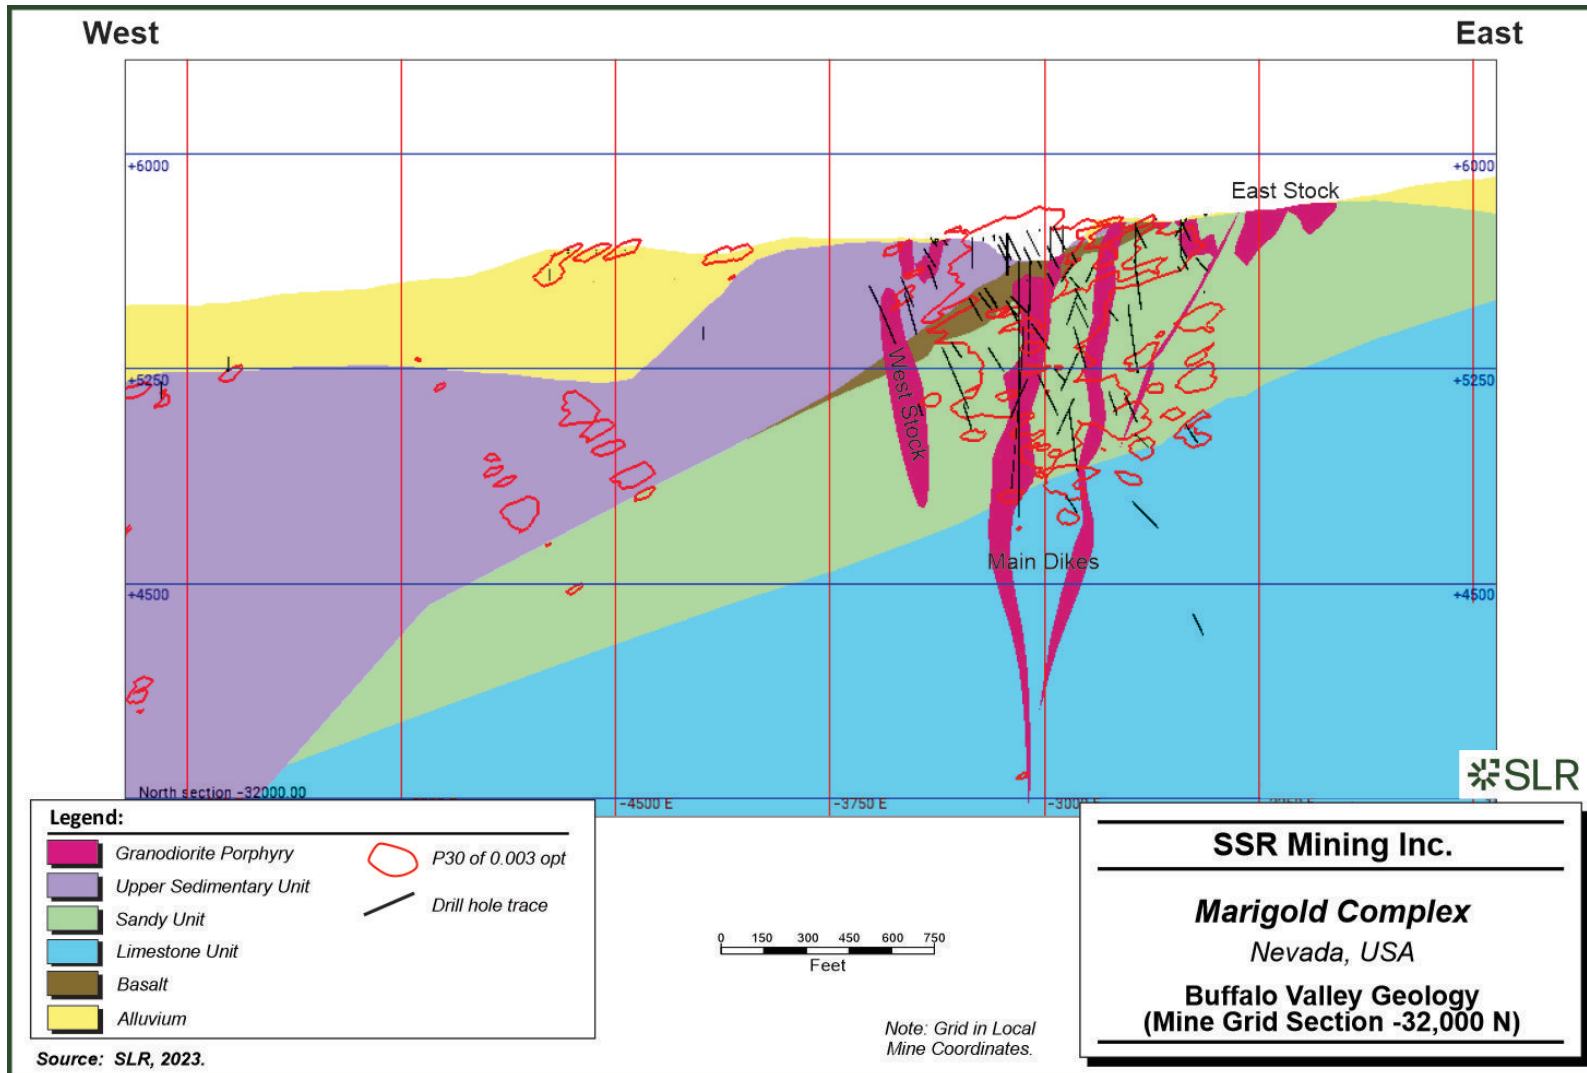 West
East
+6000
+6000
East Stock
+5250
+5250
West Stock
Main Dikes
+4500
+4500
North section -32000.00
-4500 E
-3750 E
-3000 E
SLR
Legend:
Granodiorite Porphyry
Upper Sedimentary Unit
Sandy Unit
Limestone Unit
Basalt
Alluvium
P30 of 0.003 opt
Drill hole trace
0 150 300 450 600 750
Feet
Note: Grid in Local
Mine Coordinates.
SSR Mining Inc.
Marigold Complex
Nevada, USA
Buffalo Valley Geology
(Mine Grid Section -32,000 N)
Source: SLR, 2023.